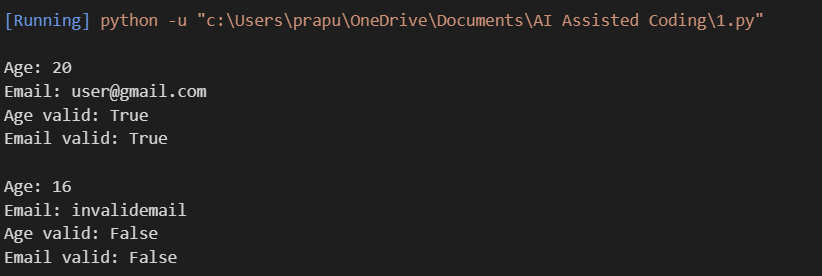 [Running] python -u "c:\Users\prapu\OneDrive\Documents\AI Assisted Coding\1.py"
Age: 20
Email: user@gmail.com
Age valid: True
Email valid: True
Age: 16
Email: invalidemail
Age valid: False
Email valid: False